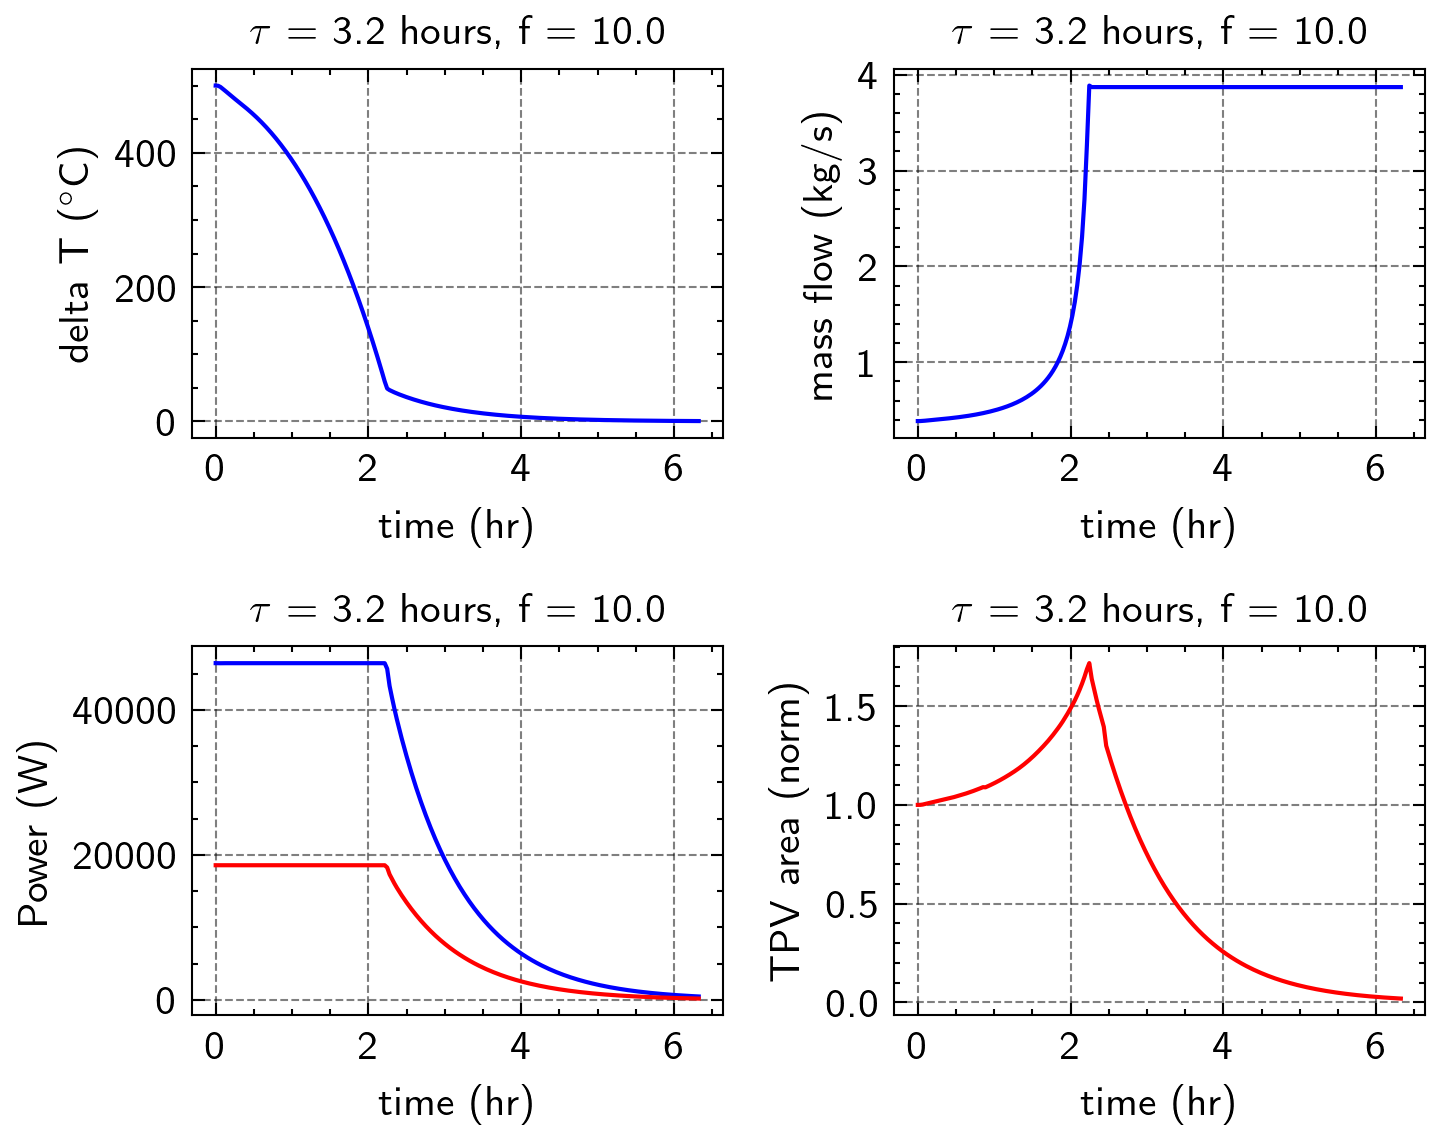 τ = 3.2 hours, f = 10.0
delta T (°C)
400
200
0
0 2 4 6
time (hr)
τ = 3.2 hours, f = 10.0
mass flow (kg/s)
4
3
2
1
0 2 4 6
time (hr)
τ = 3.2 hours, f = 10.0
Power (W)
40000
20000
0
0 2 4 6
time (hr)
τ = 3.2 hours, f = 10.0
TPV area (norm)
1.5
1.0
0.5
0.0
0 2 4 6
time (hr)